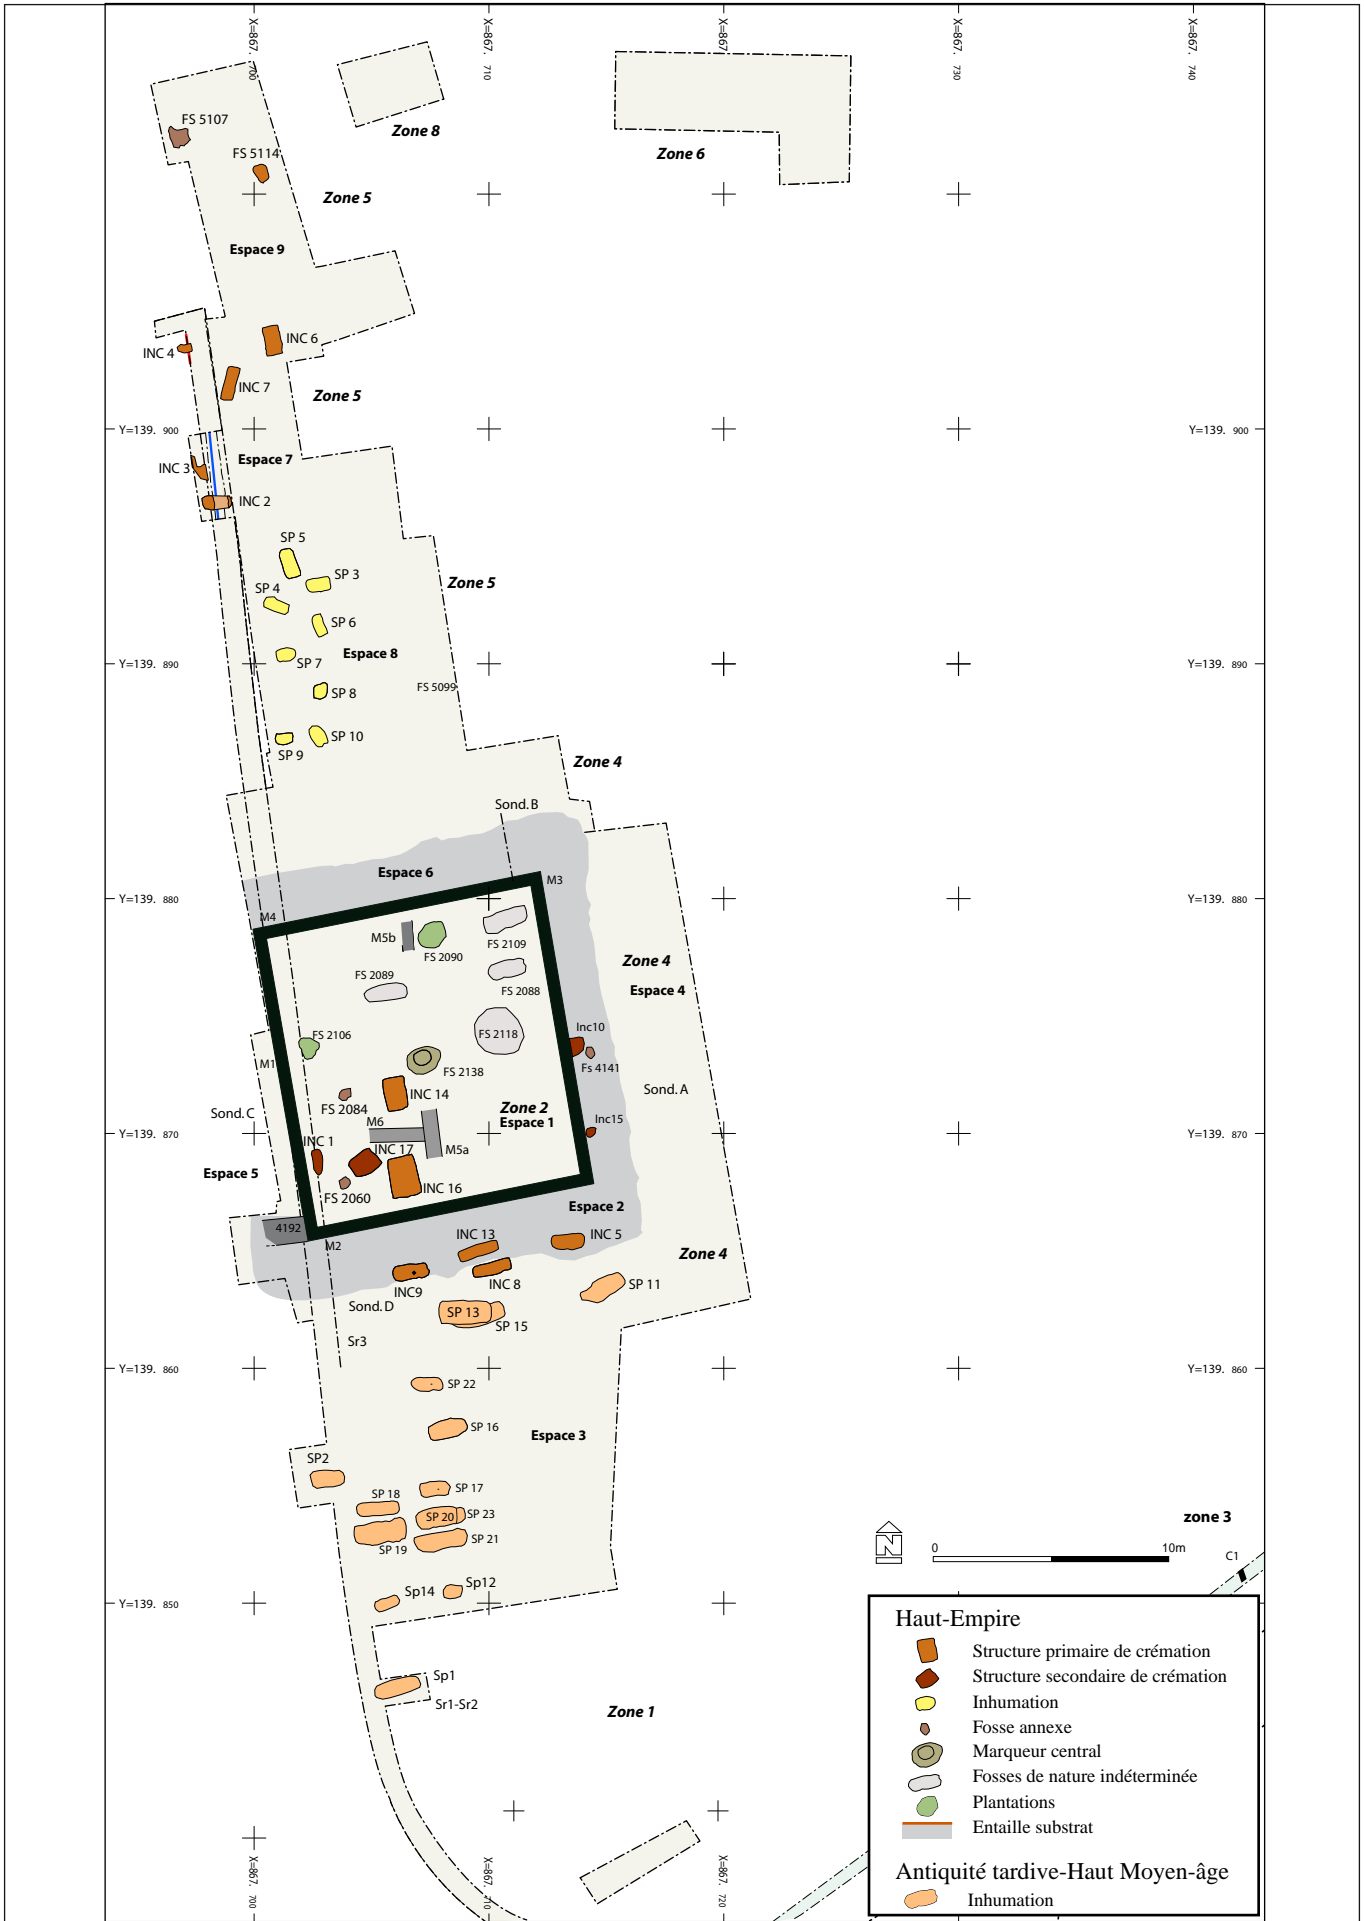 X=867. 700
X=867. 710
X=867
X=867. 730
X=867. 740
Zone 8
Zone 6
FS 5107
FS 5114
Zone 5
Espace 9
INC 6
INC 4
INC 7
Zone 5
Y=139. 900
Y=139. 900
Espace 7
INC 3
INC 2
SP 5
SP 3
SP 4
Zone 5
SP 6
Espace 8
SP 7
Y=139. 890
Y=139. 890
FS 5099
SP 8
SP 10
SP 9
Zone 4
Sond. B
Espace 6
M3
Y=139. 880
Y=139. 880
M4
M5b
FS 2109
FS 2090
Zone 4
FS 2089
FS 2088
Espace 4
FS 2106
FS 2118
Inc10
M1
FS 2138
Fs 4141
Sond. A
INC 14
FS 2084
Sond. C
M6
Zone 2
Espace 1
Inc15
Y=139. 870
Y=139. 870
INC 1
INC 17
M5a
Espace 5
FS 2060
INC 16
Espace 2
4192
M2
INC 13
INC 5
Zone 4
INC9
INC 8
SP 11
Sond. D
SP 13
SP 15
Sr3
Y=139. 860
Y=139. 860
SP 22
SP 16
Espace 3
SP2
SP 17
SP 18
SP 20
SP 23
SP 19
SP 21
zone 3
0
10m
C1
Sp14
Sp12
Y=139. 850
Sp1
Sr1-Sr2
Zone 1
Haut-Empire
Structure primaire de crémation
Structure secondaire de crémation
Inhumation
Fosse annexe
Marqueur central
Fosses de nature indéterminée
Plantations
Entaille substrat
Antiquité tardive-Haut Moyen-âge
Inhumation
X=867. 700
X=867. 710
X=867. 720
N